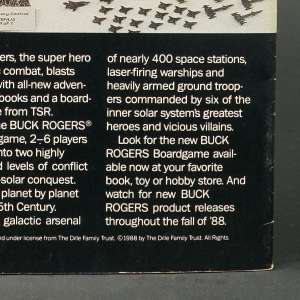 ers, the super hero
c combat, blasts
ith all-new adven-
books and a board-
e from TSR.
e BUCK ROGERS®
game, 2–6 players
nto two highly
d levels of conflict
-solar conquest.
planet by planet
5th Century.
galactic arsenal
of nearly 400 space stations,
laser-firing warships and
heavily armed ground troop-
ers commanded by six of the
inner solar system's greatest
heroes and vicious villains.
Look for the new BUCK
ROGERS Boardgame avail-
able now at your favorite
book, toy or hobby store. And
watch for new BUCK
ROGERS product releases
throughout the fall of '88.
ed under license from The Dille Family Trust. ©1988 by The Dille Family Trust. All Rights